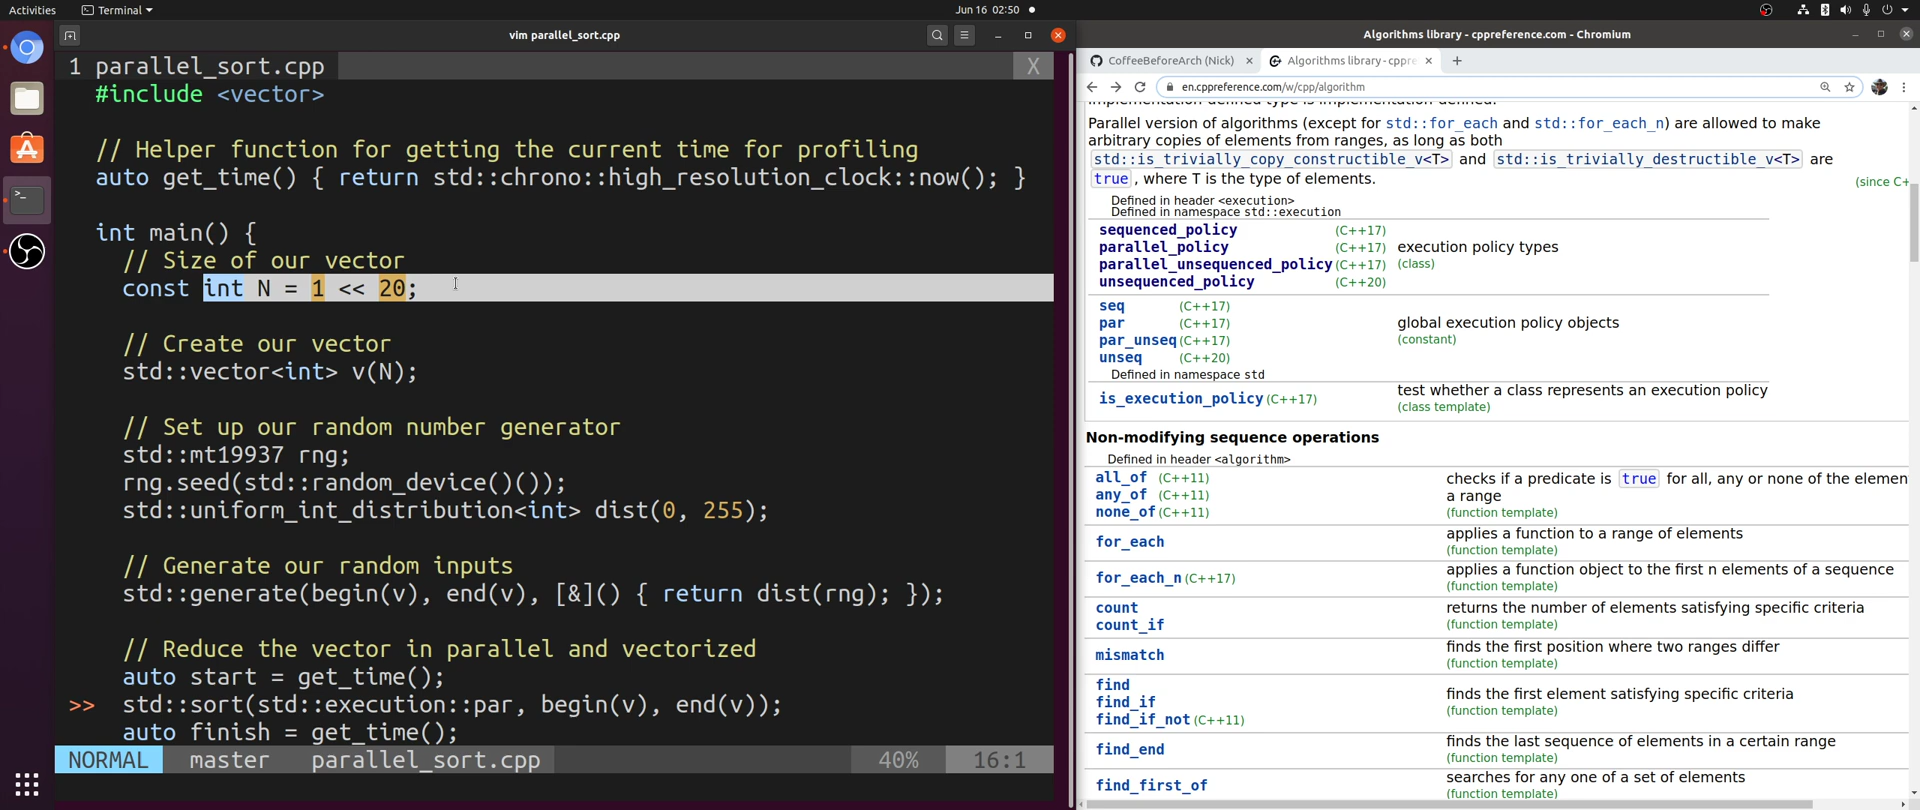 Activities
Terminal
Jun 16 02:50
vim parallel_sort.cpp
1 parallel_sort.cpp
X
#include <vector>
// Helper function for getting the current time for profiling
auto get_time() { return std::chrono::high_resolution_clock::now(); }
int main() {
// Size of our vector
const int N = 1 << 20;
// Create our vector
std::vector<int> v(N);
// Set up our random number generator
std::mt19937 rng;
rng.seed(std::random_device()());
std::uniform_int_distribution<int> dist(0, 255);
// Generate our random inputs
std::generate(begin(v), end(v), [&]() { return dist(rng); });
// Reduce the vector in parallel and vectorized
auto start = get_time();
>> std::sort(std::execution::par, begin(v), end(v));
auto finish = get_time();
NORMAL master parallel_sort.cpp 40% 16:1
Algorithms library - cppreference.com - Chromium
CoffeeBeforeArch (Nick)
Algorithms library - cppre
en.cppreference.com/w/cpp/algorithm
implementation-defined type is implementation-defined.
Parallel version of algorithms (except for std::for_each and std::for_each_n) are allowed to make
arbitrary copies of elements from ranges, as long as both
std::is_trivially_copy_constructible_v<T> and std::is_trivially_destructible_v<T> are
true, where T is the type of elements.
(since C+
Defined in header <execution>
Defined in namespace std::execution
sequenced_policy (C++17)
parallel_policy (C++17) execution policy types
parallel_unsequenced_policy (C++17) (class)
unsequenced_policy (C++20)
seq (C++17)
par (C++17) global execution policy objects
par_unseq (C++17) (constant)
unseq (C++20)
Defined in namespace std
is_execution_policy (C++17)
test whether a class represents an execution policy
(class template)
Non-modifying sequence operations
Defined in header <algorithm>
all_of (C++11)
any_of (C++11)
none_of (C++11)
checks if a predicate is true for all, any or none of the elemen
a range
(function template)
for_each
applies a function to a range of elements
(function template)
for_each_n (C++17)
applies a function object to the first n elements of a sequence
(function template)
count
count_if
returns the number of elements satisfying specific criteria
(function template)
mismatch
finds the first position where two ranges differ
(function template)
find
find_if
find_if_not (C++11)
finds the first element satisfying specific criteria
(function template)
find_end
finds the last sequence of elements in a certain range
(function template)
find_first_of
searches for any one of a set of elements
(function template)